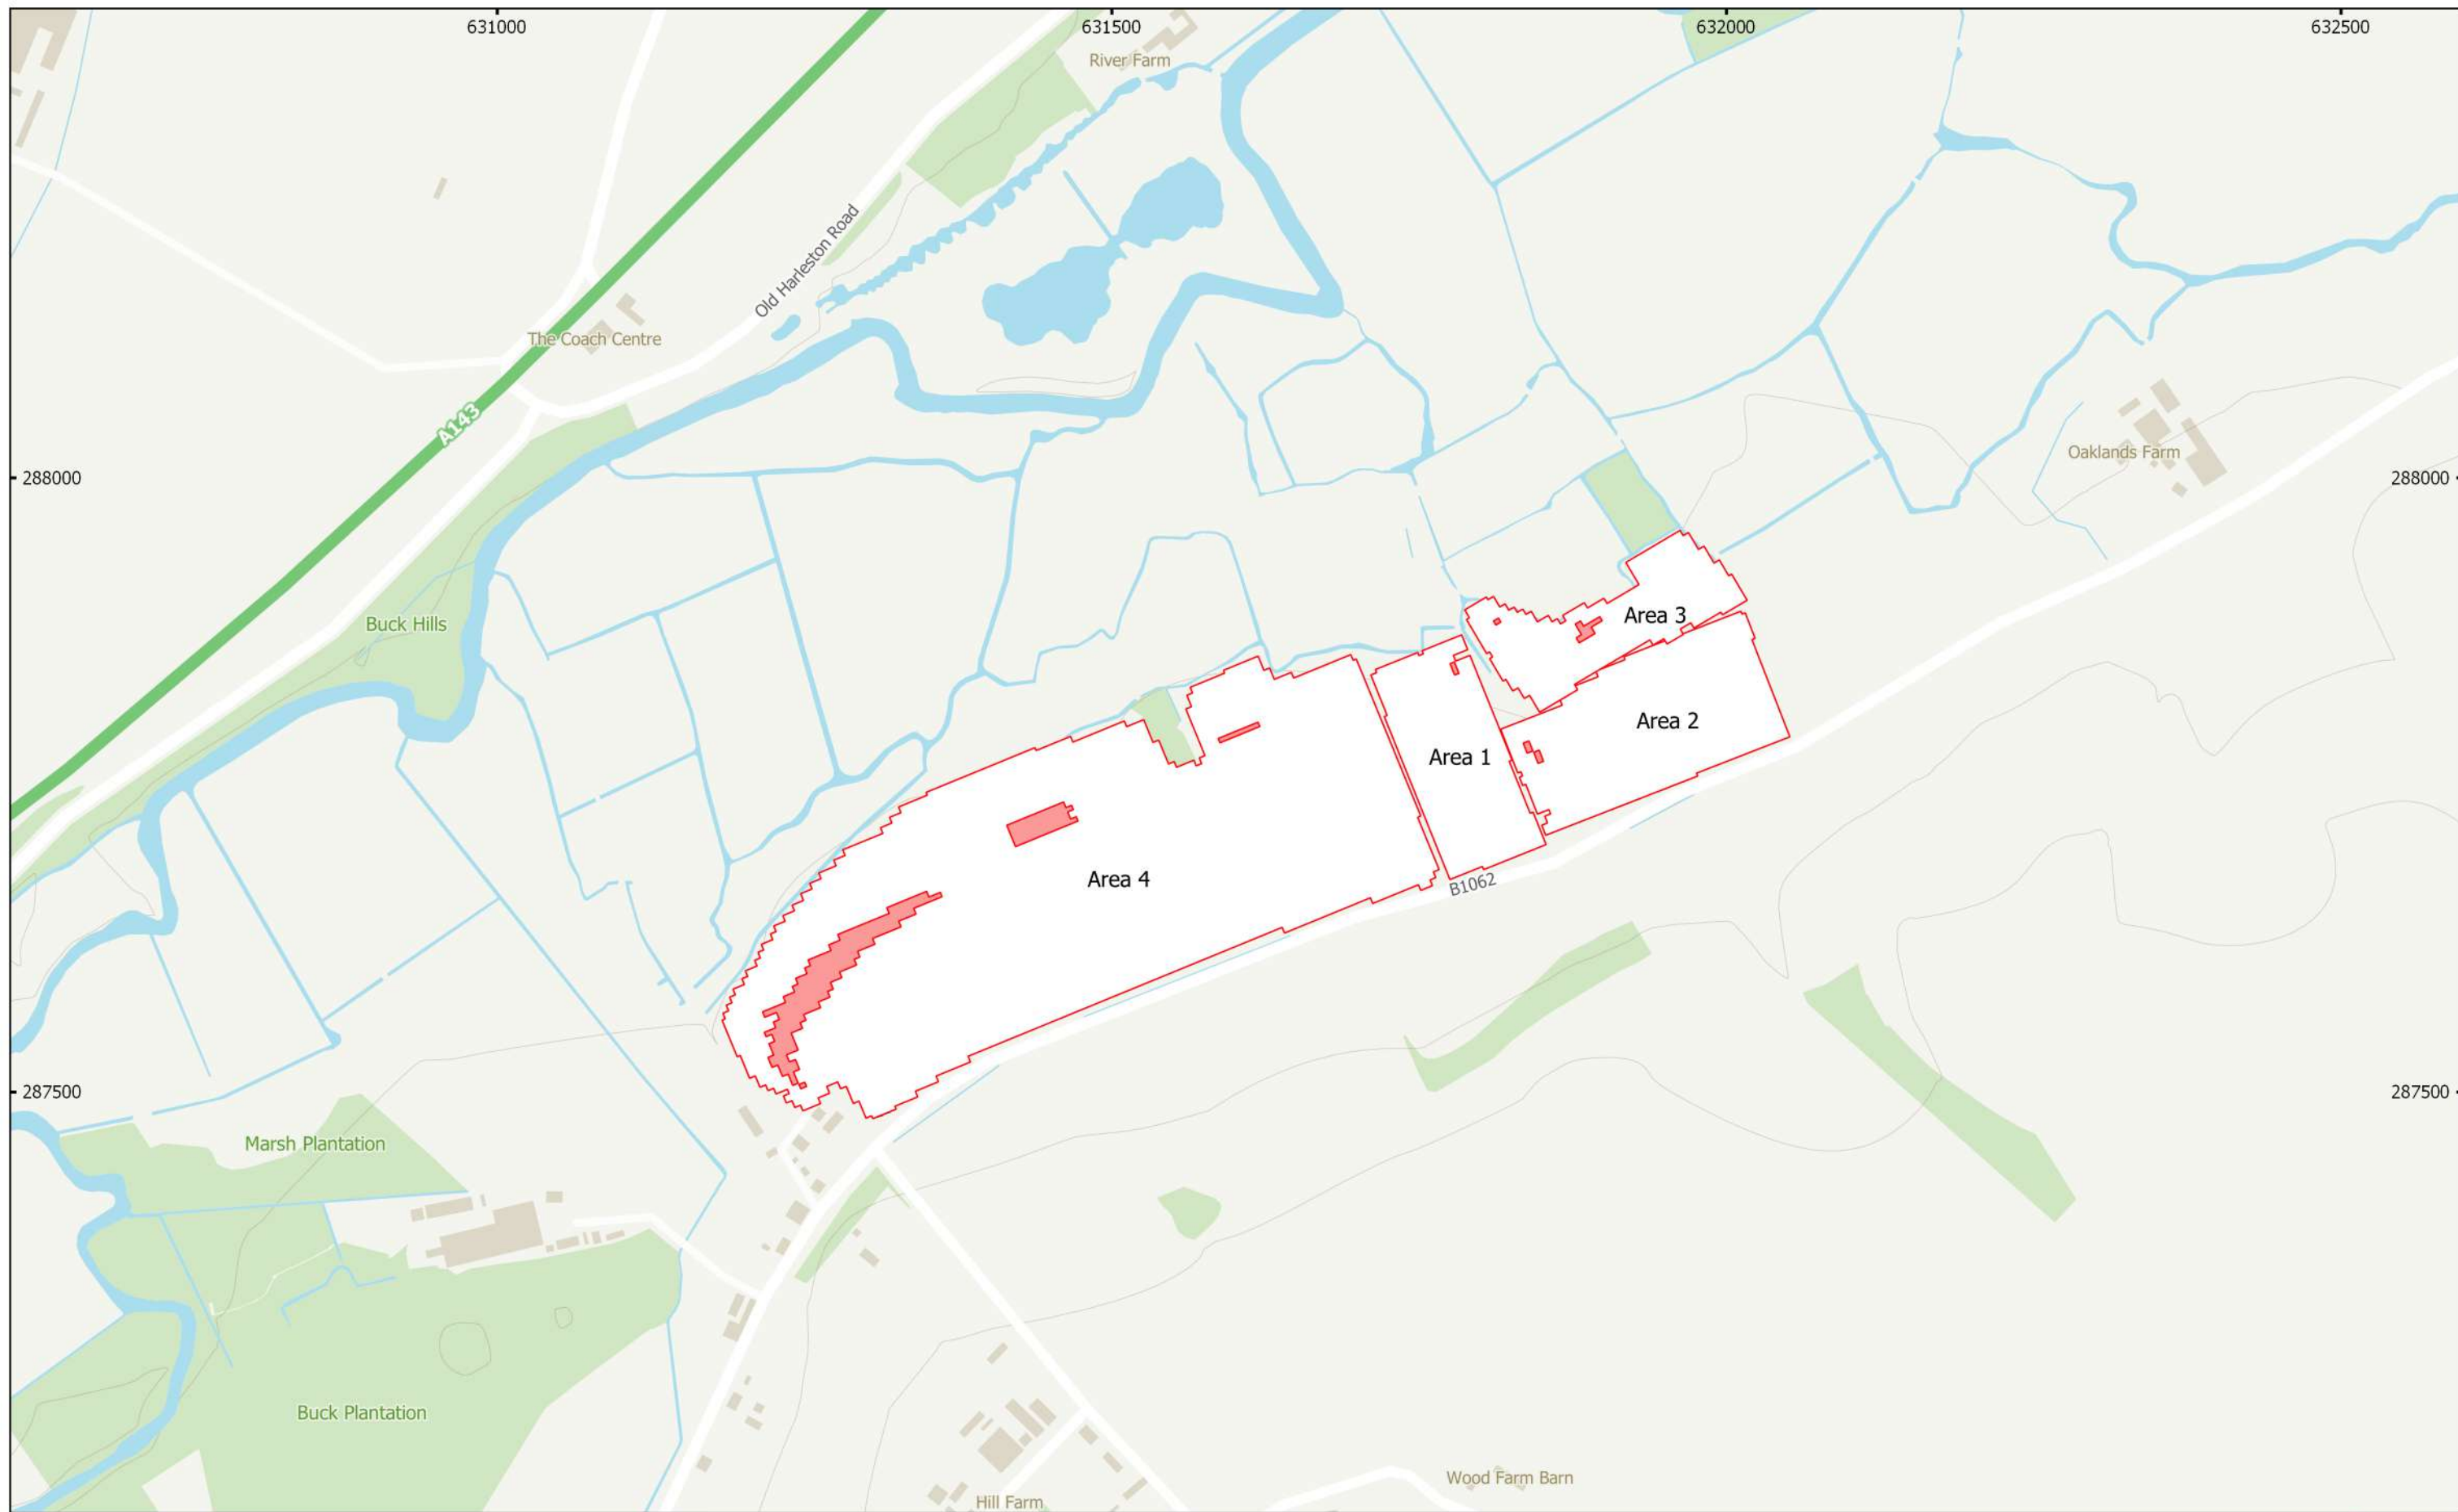 631000
631500
632000
632500
River Farm
Old Harleston Road
The Coach Centre
A143
Oaklands Farm
288000
288000
Buck Hills
Area 3
Area 2
Area 1
Area 4
B1062
287500
287500
Marsh Plantation
Buck Plantation
Wood Farm Barn
Hill Farm